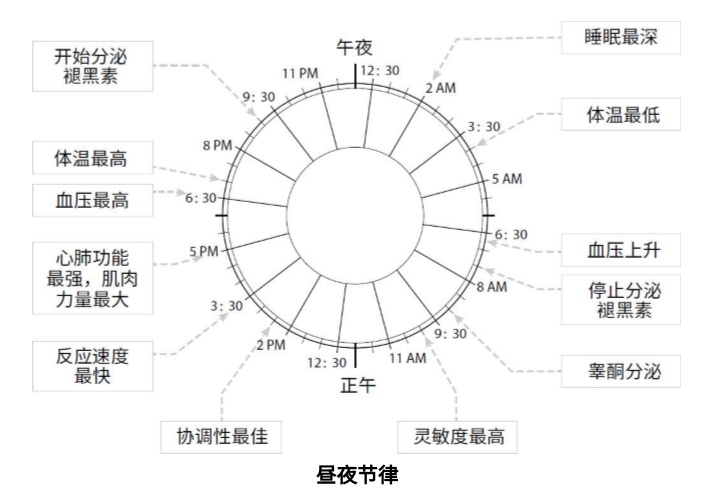 午夜
开始分泌
褪黑素
11 PM
12: 30
睡眠最深
9: 30
2 AM
体温最低
3: 30
8 PM
体温最高
5 AM
血压最高
6: 30
6: 30
血压上升
心肺功能
最强，肌肉
力量最大
5 PM
8 AM
停止分泌
褪黑素
3: 30
9: 30
反应速度
最快
2 PM
12: 30
11 AM
睾酮分泌
正午
协调性最佳
灵敏度最高
昼夜节律